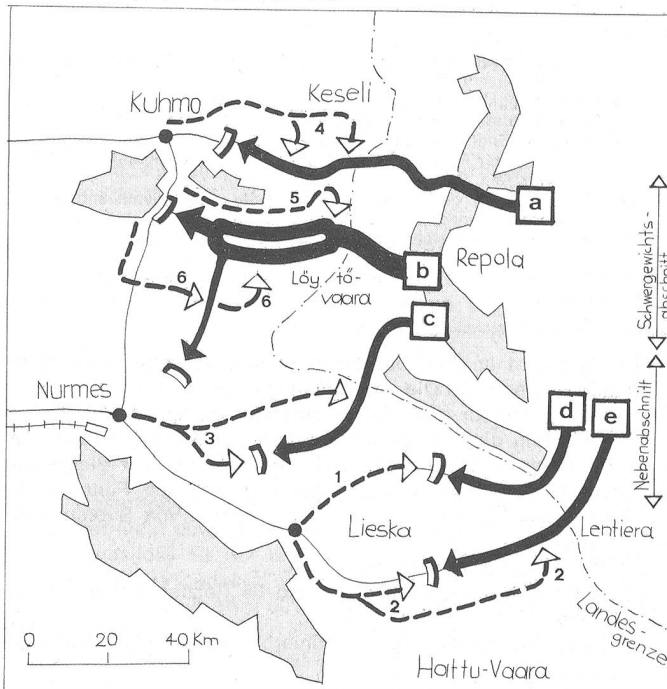 Kuhmo
Keseli
4
a
5
Schwergewichts-
abschnitt
b
Repola
Löy tö-
vaara
6
6
c
Nurmes
3
d
e
Nebenabschnitt
1
Lieska
Lentiera
2
2
0 20 40 Km
Landes-
grenze
Hattu-Vaara